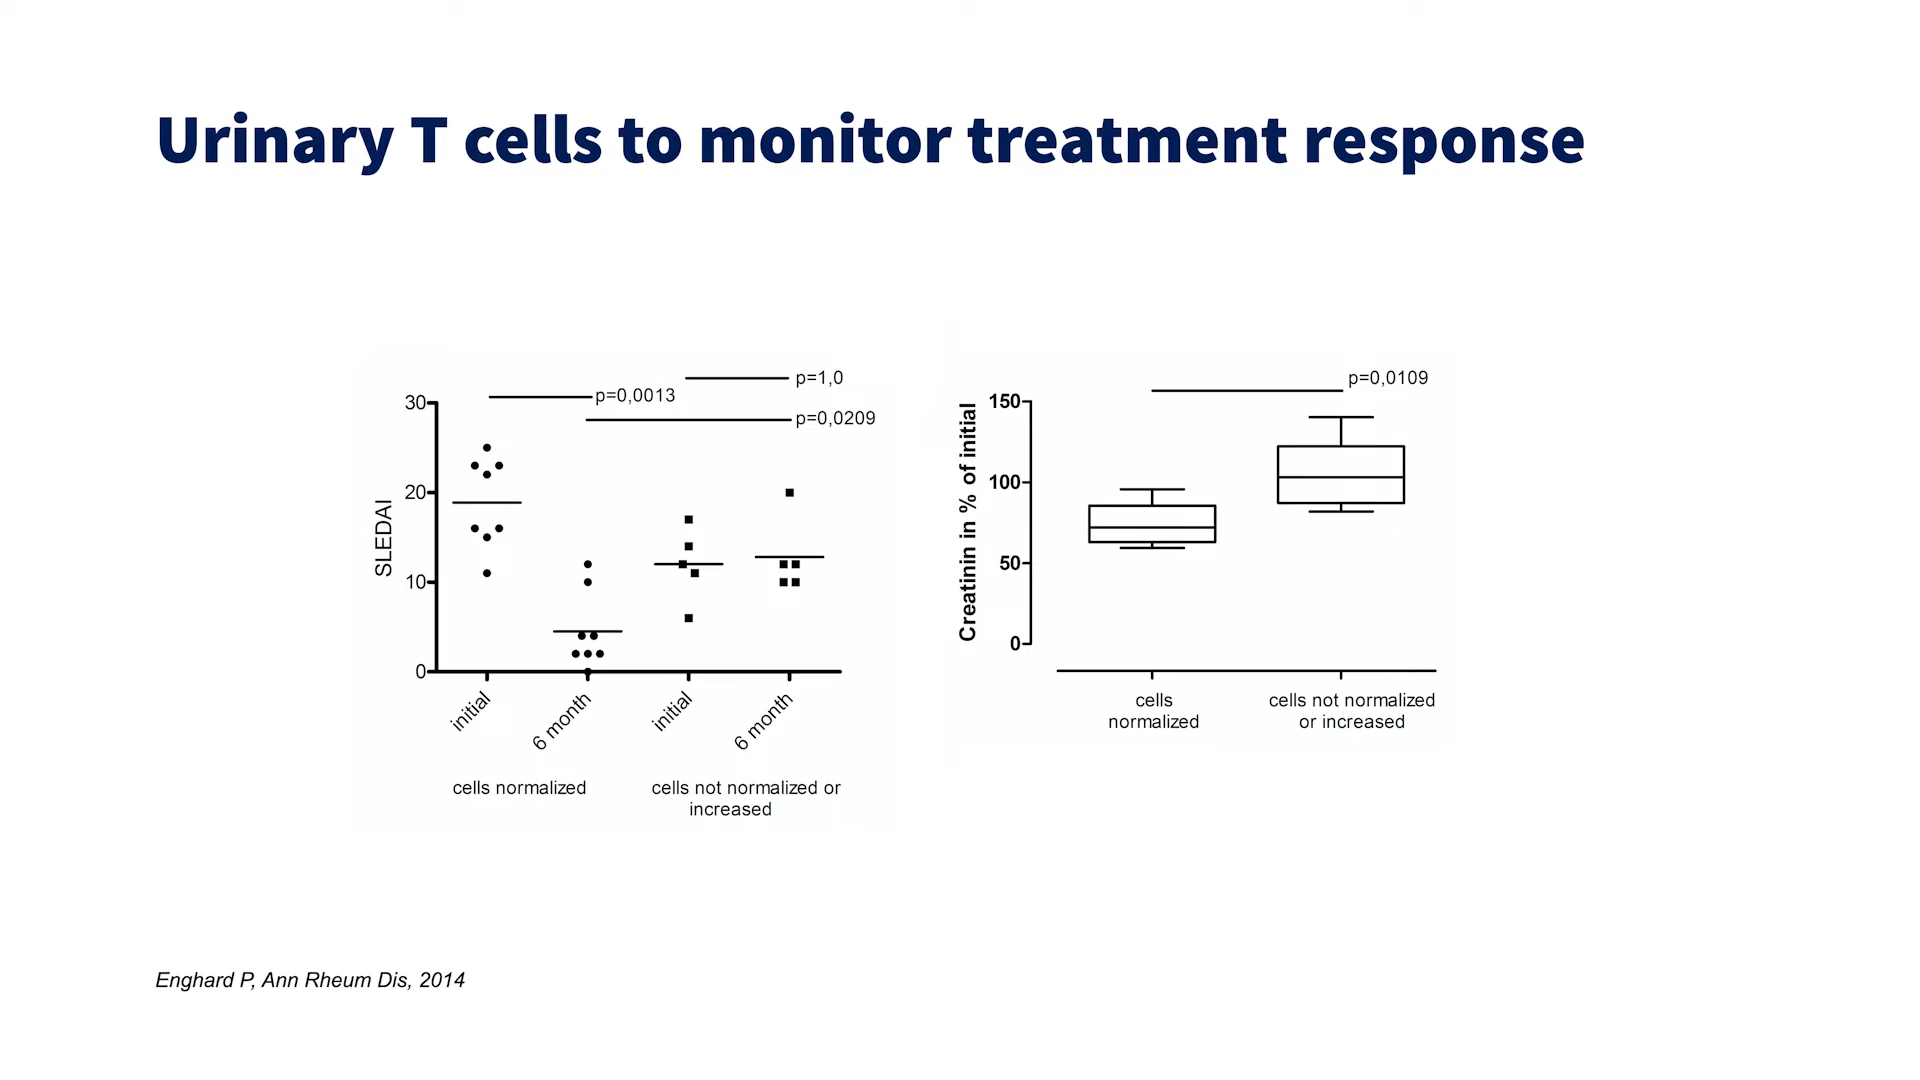 Urinary T cells to monitor treatment response
p=1,0
p=0,0013
p=0,0209
30
20
10
0
SLEDAI
initial
6 month
initial
6 month
cells normalized
cells not normalized or
increased
p=0,0109
150
100
50
0
Creatinin in % of initial
cells
normalized
cells not normalized
or increased
Enghard P, Ann Rheum Dis, 2014